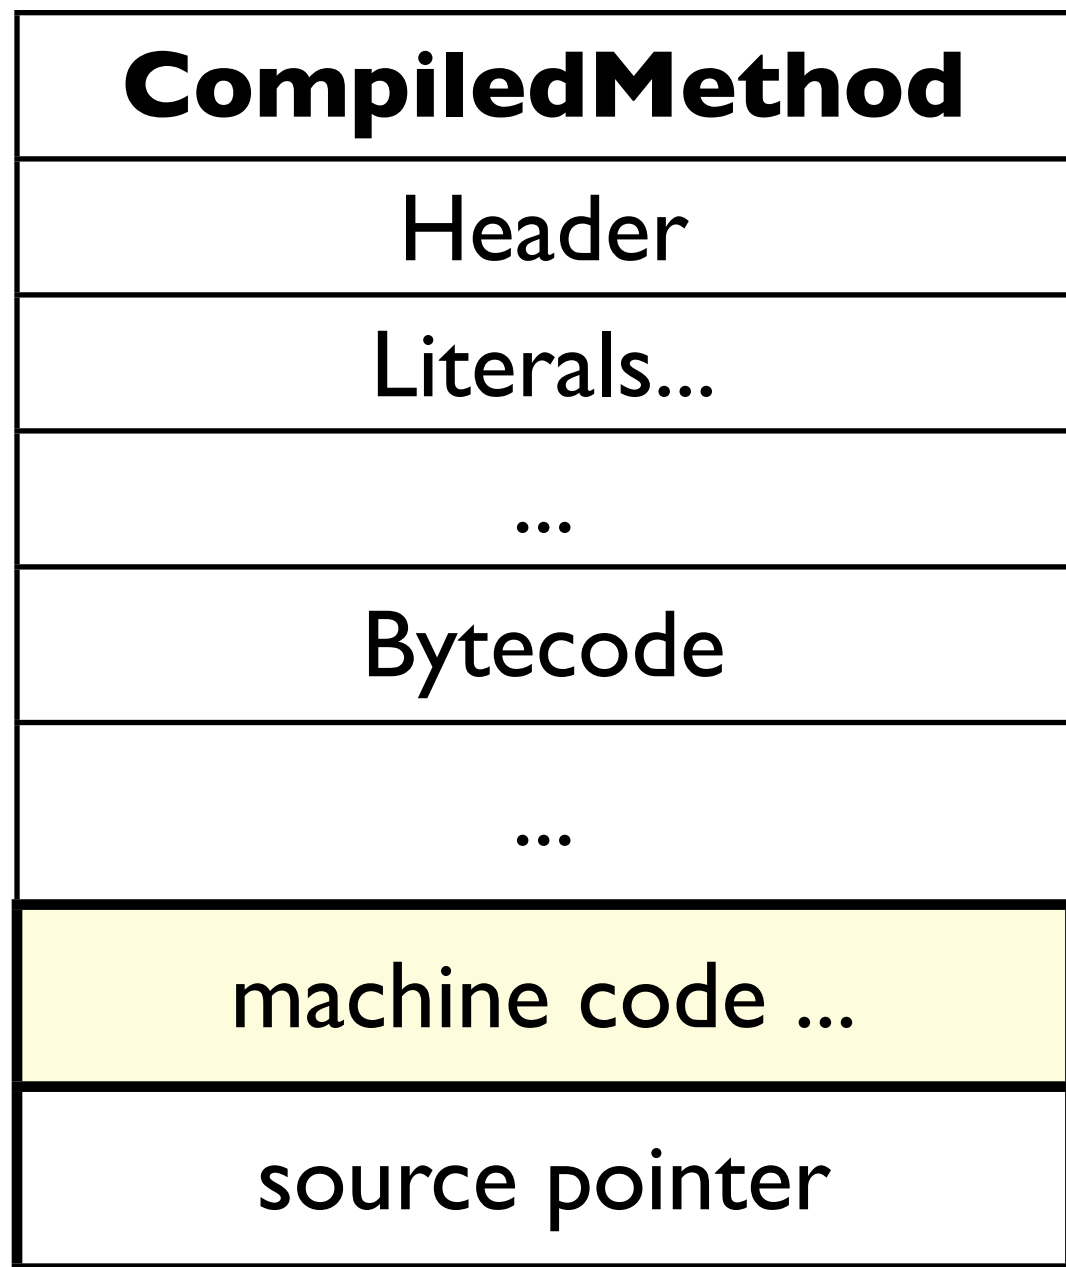 CompiledMethod
Header
Literals...
...
Bytecode
...
machine code ...
source pointer